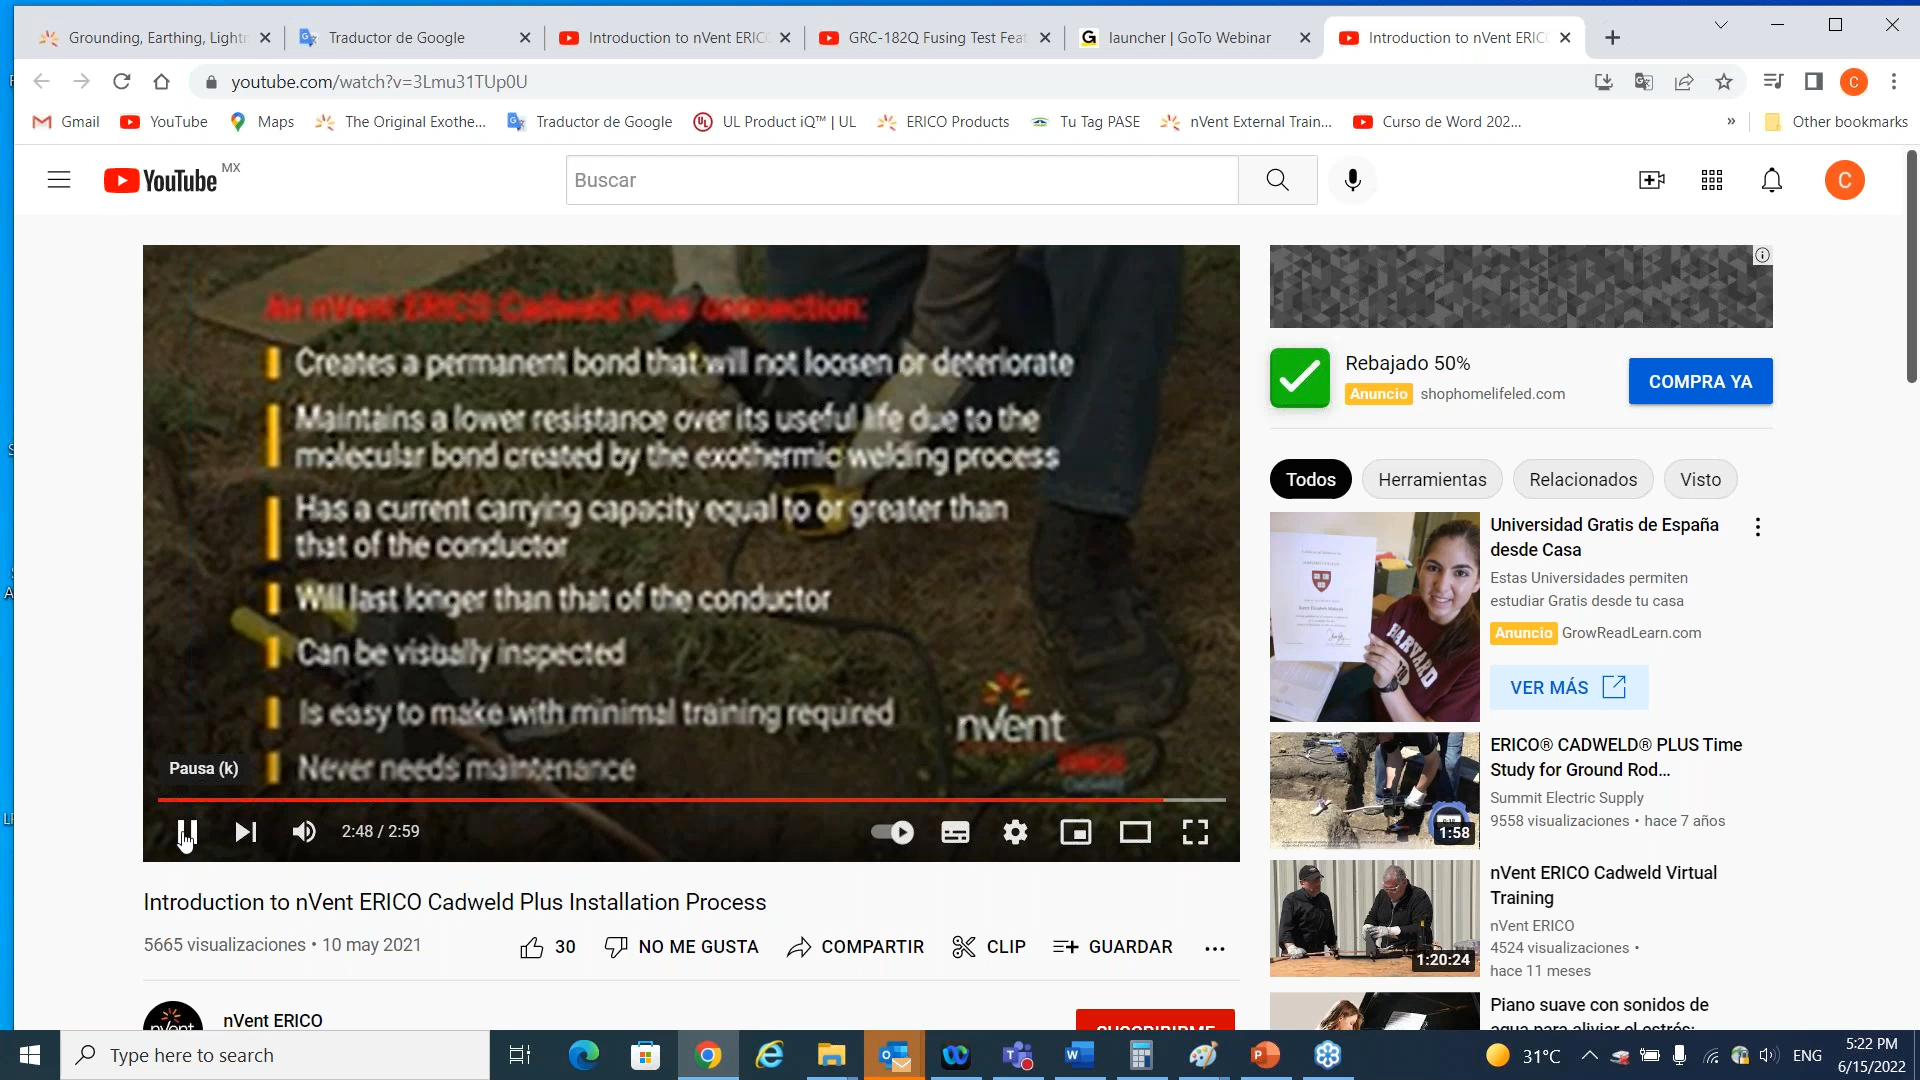 Grounding, Earthing, Lightn
Traductor de Google
Introduction to nVent ERIC
GRC-182Q Fusing Test Feat
launcher | GoTo Webinar
Introduction to nVent ERIC
youtube.com/watch?v=3Lmu31TUp0U
C
Gmail
YouTube
Maps
The Original Exothe...
Traductor de Google
UL Product iQ™ | UL
ERICO Products
Tu Tag PASE
nVent External Train...
Curso de Word 202...
»
Other bookmarks
YouTube MX
Buscar
C
An nVent ERICO Cadweld Plus connection:
Creates a permanent bond that will not loosen or deteriorate
Maintains a lower resistance over its useful life due to the
molecular bond created by the exothermic welding process
Has a current carrying capacity equal to or greater than
that of the conductor
Will last longer than that of the conductor
Can be visually inspected
Is easy to make with minimal training required
Never needs maintenance
nVent
ERICO
Pausa (k)
2:48 / 2:59
Introduction to nVent ERICO Cadweld Plus Installation Process
5665 visualizaciones • 10 may 2021
30
NO ME GUSTA
COMPARTIR
CLIP
GUARDAR
nVent
nVent ERICO
SUSCRIBIRME
Rebajado 50%
Anuncio shophomelifeled.com
COMPRA YA
Todos
Herramientas
Relacionados
Visto
HARVARD
Universidad Gratis de España
desde Casa
Estas Universidades permiten
estudiar Gratis desde tu casa
Anuncio GrowReadLearn.com
VER MÁS
1:58
ERICO® CADWELD® PLUS Time
Study for Ground Rod...
Summit Electric Supply
9558 visualizaciones • hace 7 años
1:20:24
nVent ERICO Cadweld Virtual
Training
nVent ERICO
4524 visualizaciones •
hace 11 meses
Piano suave con sonidos de
agua para aliviar el estrés:
Type here to search
31°C
ENG
5:22 PM
6/15/2022